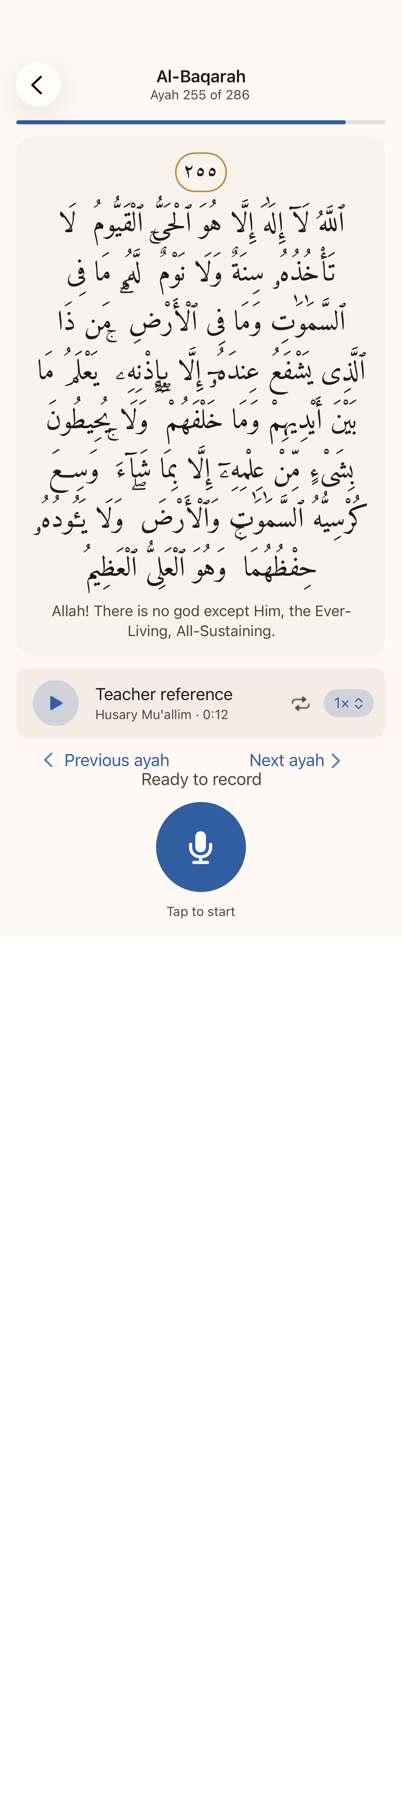 Al-Baqarah
Ayah 255 of 286
٢٥٥
ٱللَّهُ لَآ إِلَٰهَ إِلَّا هُوَ ٱلْحَىُّ ٱلْقَيُّومُ ۚ لَا
تَأْخُذُهُۥ سِنَةٌ وَلَا نَوْمٌ ۚ لَّهُۥ مَا فِى
ٱلسَّمَٰوَٰتِ وَمَا فِى ٱلْأَرْضِ ۗ مَن ذَا
ٱلَّذِى يَشْفَعُ عِندَهُۥٓ إِلَّا بِإِذْنِهِۦ ۚ يَعْلَمُ مَا
بَيْنَ أَيْدِيهِمْ وَمَا خَلْفَهُمْ ۖ وَلَا يُحِيطُونَ
بِشَىْءٍ مِّنْ عِلْمِهِۦٓ إِلَّا بِمَا شَآءَ ۚ وَسِعَ
كُرْسِيُّهُ ٱلسَّمَٰوَٰتِ وَٱلْأَرْضَ ۖ وَلَا يَـُٔودُهُۥ
حِفْظُهُمَا ۚ وَهُوَ ٱلْعَلِىُّ ٱلْعَظِيمُ
Allah! There is no god except Him, the Ever-
Living, All-Sustaining.
Teacher reference
Husary Mu'allim · 0:12
1×
Previous ayah
Next ayah
Ready to record
Tap to start